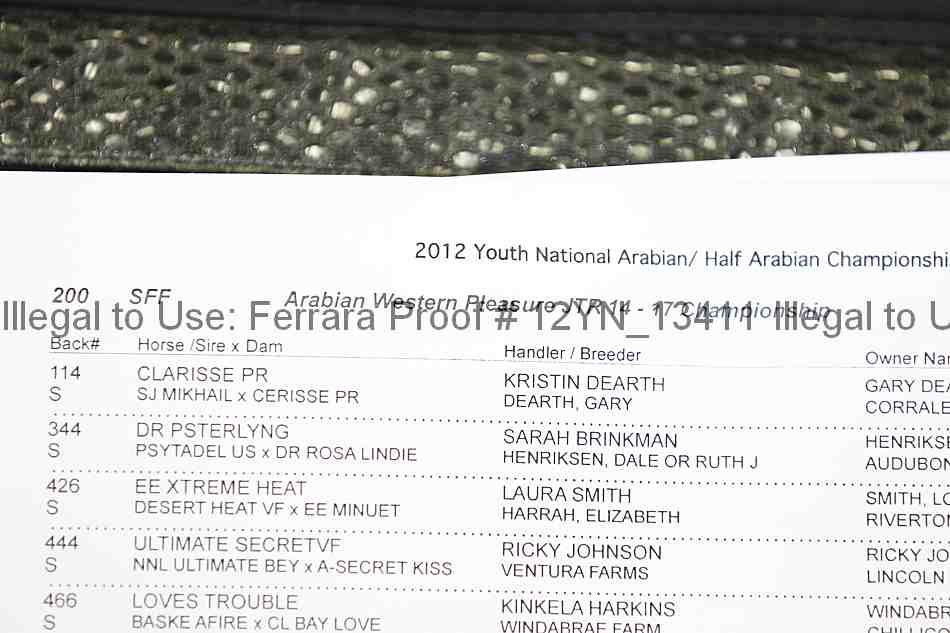 2012 Youth National Arabian/ Half Arabian Championshi
200 SFF Arabian Western Pleasure JTR 14 - 17 Championship
Illegal to Use: Ferrara Proof # 12YN_13411 Illegal to U
Back# Horse /Sire x Dam Handler / Breeder Owner Nar
114 CLARISSE PR KRISTIN DEARTH GARY DEA
S SJ MIKHAIL x CERISSE PR DEARTH, GARY CORRALE
344 DR PSTERLYNG SARAH BRINKMAN HENRIKSE
S PSYTADEL US x DR ROSA LINDIE HENRIKSEN, DALE OR RUTH J AUDUBON
426 EE XTREME HEAT LAURA SMITH SMITH, LO
S DESERT HEAT VF x EE MINUET HARRAH, ELIZABETH RIVERTON
444 ULTIMATE SECRETVF RICKY JOHNSON RICKY JO
S NNL ULTIMATE BEY x A-SECRET KISS VENTURA FARMS LINCOLN
466 LOVES TROUBLE KINKELA HARKINS WINDABR
S BASKE AFIRE x CL BAY LOVE WINDABRAE FARM